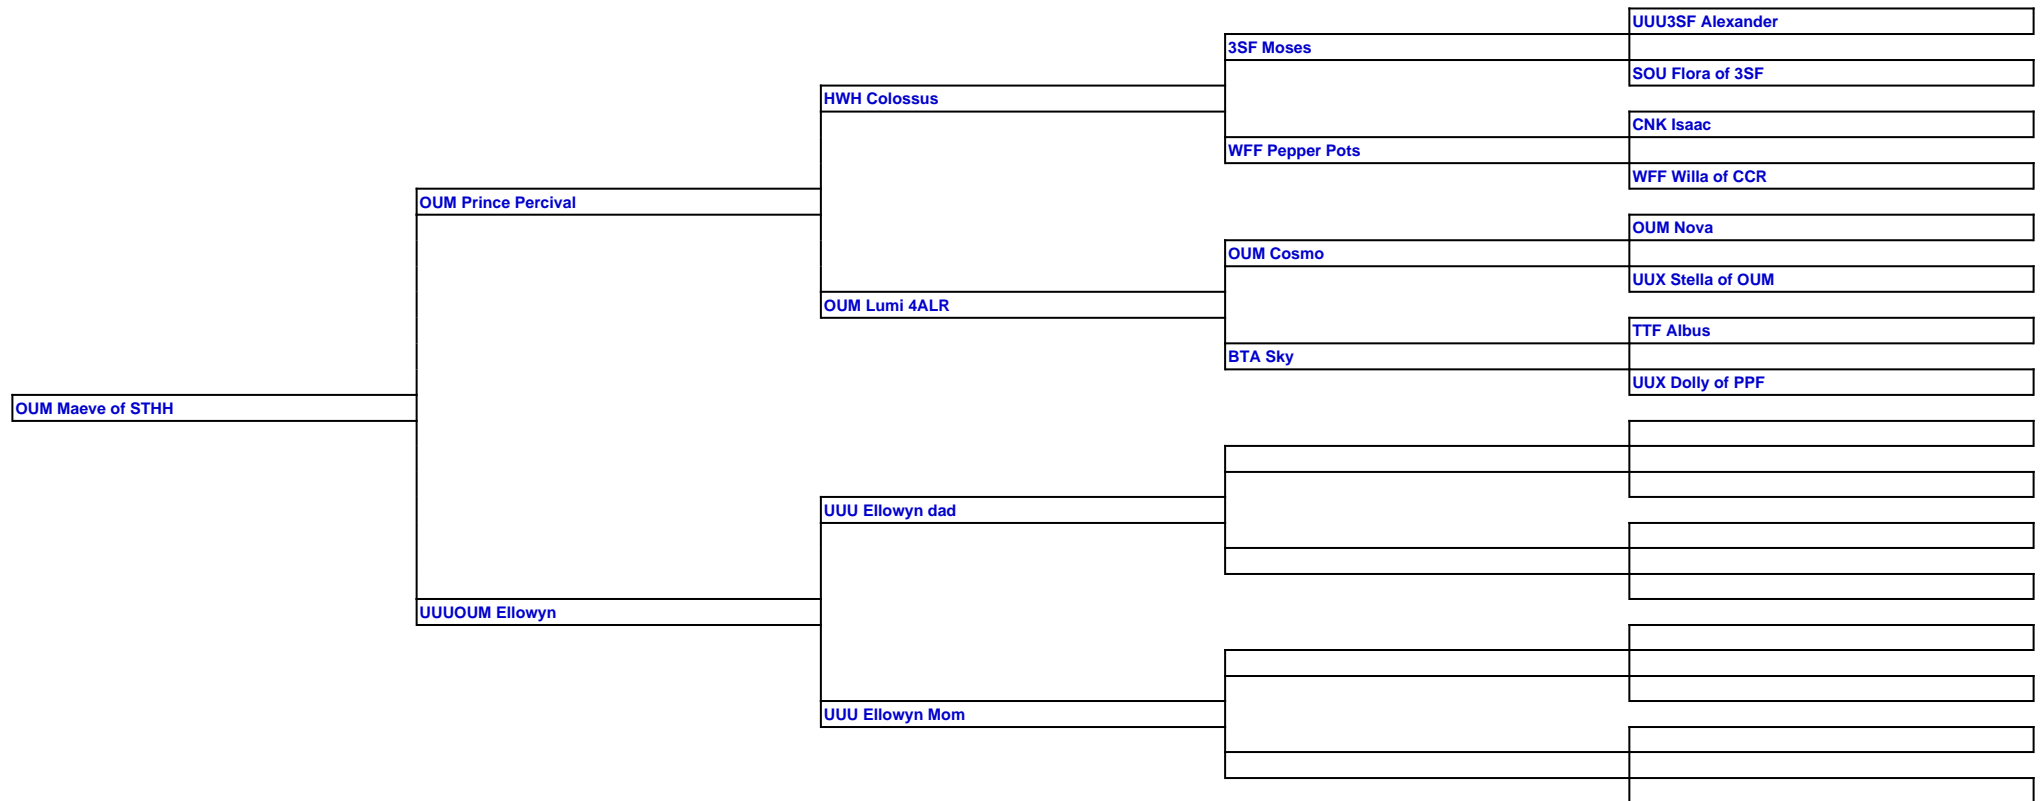 UUU3SF Alexander
3SF Moses
SOU Flora of 3SF
HWH Colossus
CNK Isaac
WFF Pepper Pots
WFF Willa of CCR
OUM Prince Percival
OUM Nova
OUM Cosmo
UUX Stella of OUM
OUM Lumi 4ALR
TTF Albus
BTA Sky
UUX Dolly of PPF
OUM Maeve of STHH
UUU Ellowyn dad
UUUOUM Ellowyn
UUU Ellowyn Mom